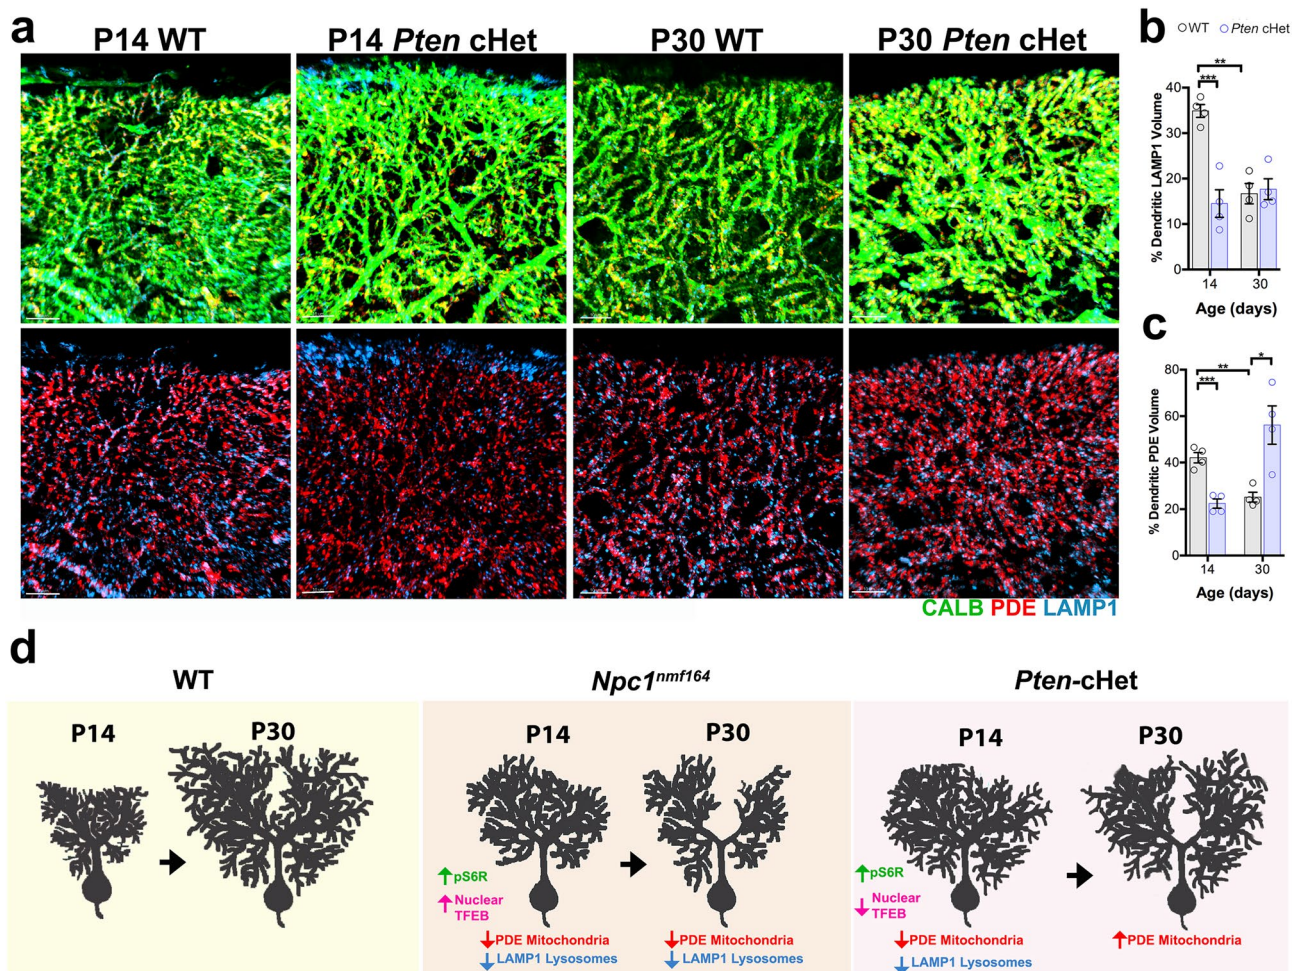 a
P14 WT
P14 Pten cHet
P30 WT
P30 Pten cHet
CALB PDE LAMP1
b
WT
Pten cHet
% Dendritic LAMP1 Volume
40
30
20
10
0
***
**
14
30
Age (days)
c
% Dendritic PDE Volume
80
60
40
20
0
***
**
*
14
30
Age (days)
d
WT
P14
P30
Npc1nmf164
P14
P30
↑pS6R
↑Nuclear
TFEB
↓PDE Mitochondria
↓LAMP1 Lysosomes
↓PDE Mitochondria
↓LAMP1 Lysosomes
Pten-cHet
P14
P30
↑pS6R
↓Nuclear
TFEB
↓PDE Mitochondria
↓LAMP1 Lysosomes
↑PDE Mitochondria